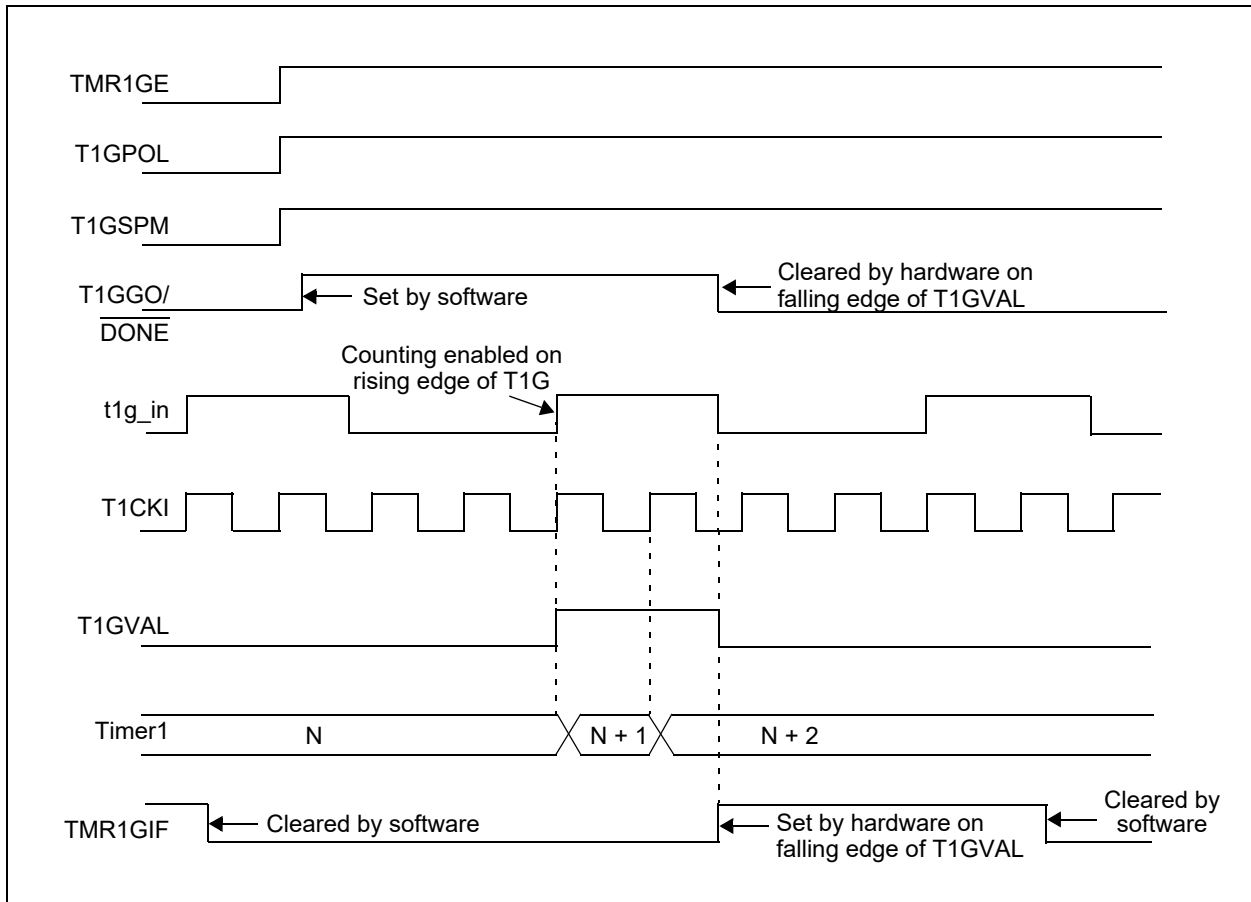 TMR1GE
T1GPOL
T1GSPM
T1GGO/
DONE
Set by software
Cleared by hardware on
falling edge of T1GVAL
Counting enabled on
rising edge of T1G
t1g_in
T1CKI
T1GVAL
Timer1
N
N + 1
N + 2
TMR1GIF
Cleared by software
Set by hardware on
falling edge of T1GVAL
Cleared by
software